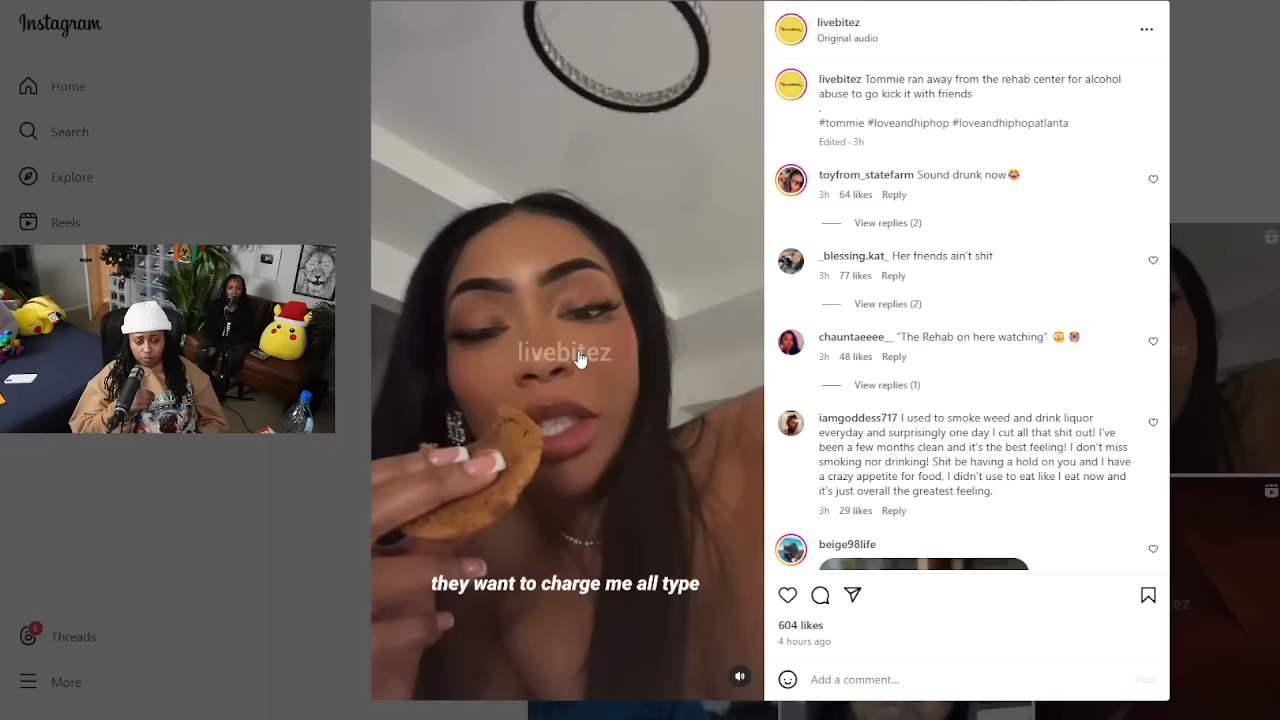 Instagram
Home
Search
Explore
Reels
Threads
6
More
livebitez
they want to charge me all type
livebitez
Original audio
livebitez Tommie ran away from the rehab center for alcohol
abuse to go kick it with friends
.
#tommie #loveandhiphop #loveandhiphopatlanta
Edited · 3h
toyfrom_statefarm Sound drunk now😂
3h 64 likes Reply
View replies (2)
_blessing.kat_ Her friends ain't shit
3h 77 likes Reply
View replies (2)
chauntaeeee__ “The Rehab on here watching”
3h 48 likes Reply
View replies (1)
iamgoddess717 I used to smoke weed and drink liquor
everyday and surprisingly one day I cut all that shit out! I've
been a few months clean and it's the best feeling! I don't miss
smoking nor drinking! Shit be having a hold on you and I have
a crazy appetite for food, I didn't use to eat like I eat now and
it's just overall the greatest feeling.
3h 29 likes Reply
beige98life
604 likes
4 hours ago
Add a comment...
Post